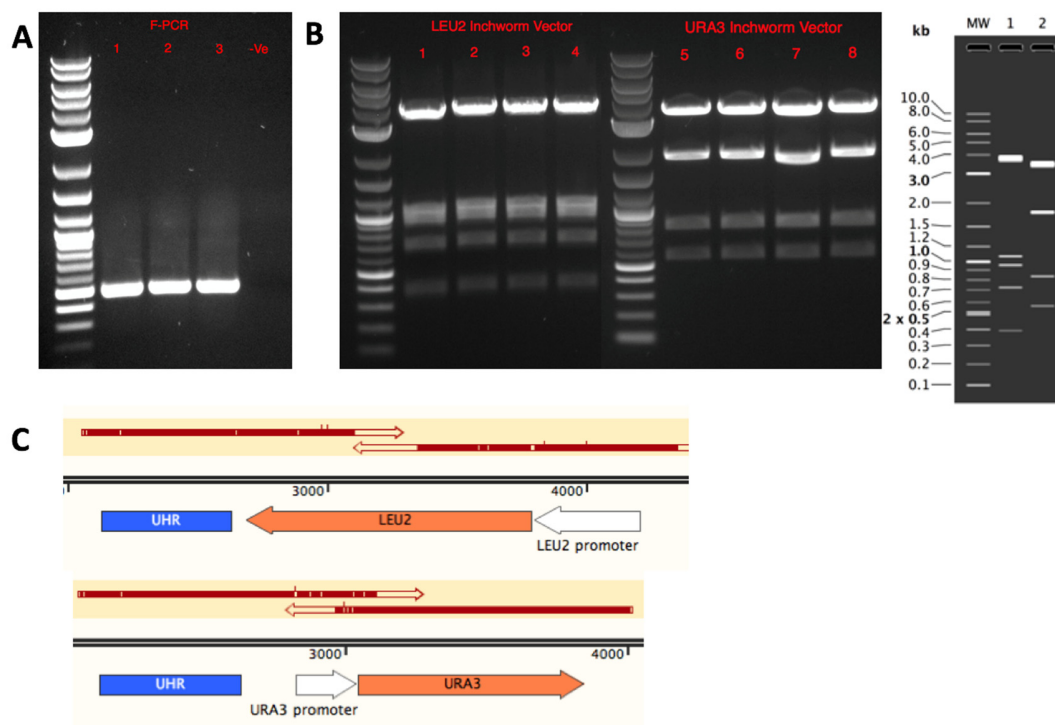 A
F-PCR
1 2 3 -Ve
B
LEU2 Inchworm Vector
1 2 3 4
URA3 Inchworm Vector
5 6 7 8
kb
MW 1 2
10.0
8.0
6.0
5.0
4.0
3.0
2.0
1.5
1.2
1.0
0.9
0.8
0.7
0.6
2 x 0.5
0.4
0.3
0.2
0.1
C
3000 4000
UHR LEU2
LEU2 promoter
3000 4000
UHR URA3
URA3 promoter